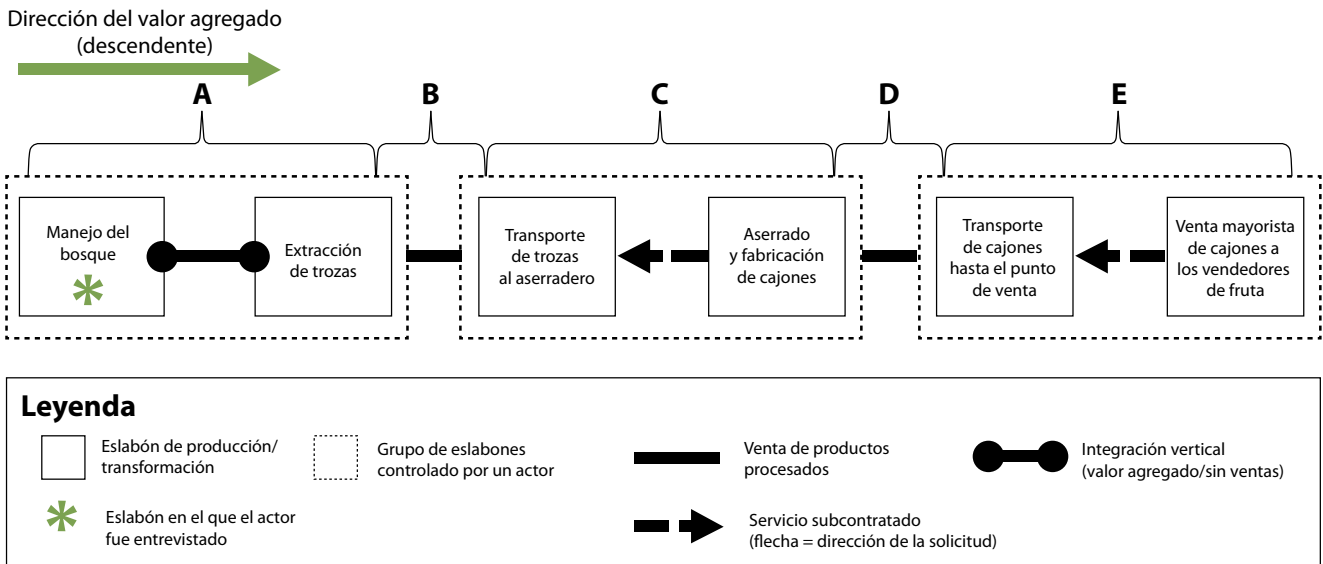 Dirección del valor agregado
(descendente)
A
B
C
D
E
Manejo del
bosque
Extracción
de trozas
Transporte
de trozas
al aserradero
Aserrado
y fabricación
de cajones
Transporte
de cajones
hasta el punto
de venta
Venta mayorista
de cajones a
los vendedores
de fruta
Leyenda
Eslabón de producción/
transformación
Grupo de eslabones
controlado por un actor
Venta de productos
procesados
Integración vertical
(valor agregado/sin ventas)
Eslabón en el que el actor
fue entrevistado
Servicio subcontratado
(flecha = dirección de la solicitud)